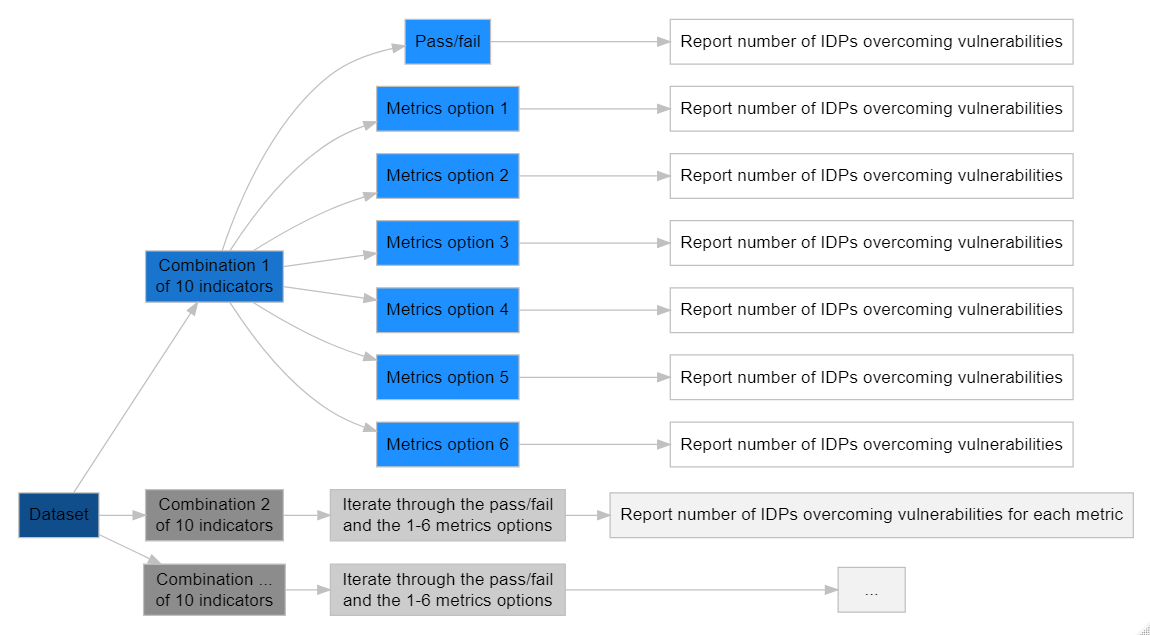 Pass/fail
Report number of IDPs overcoming vulnerabilities
Metrics option 1
Report number of IDPs overcoming vulnerabilities
Metrics option 2
Report number of IDPs overcoming vulnerabilities
Metrics option 3
Report number of IDPs overcoming vulnerabilities
Combination 1
of 10 indicators
Metrics option 4
Report number of IDPs overcoming vulnerabilities
Metrics option 5
Report number of IDPs overcoming vulnerabilities
Metrics option 6
Report number of IDPs overcoming vulnerabilities
Dataset
Combination 2
of 10 indicators
Iterate through the pass/fail
and the 1-6 metrics options
Report number of IDPs overcoming vulnerabilities for each metric
Combination ...
of 10 indicators
Iterate through the pass/fail
and the 1-6 metrics options
...